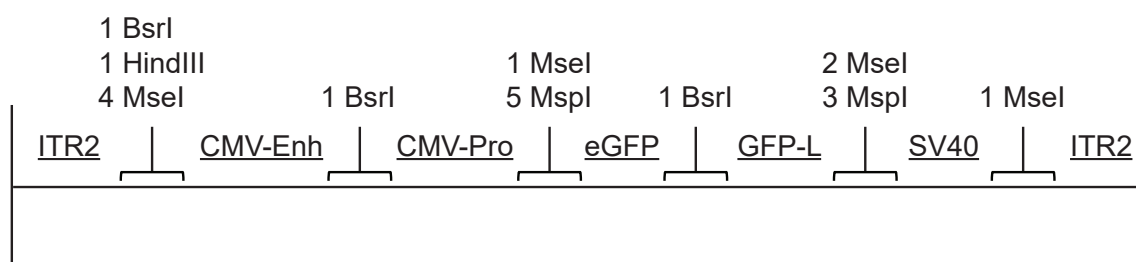 1 BsrI
1 HindIII
4 MseI
1 BsrI
1 MseI
5 MspI
1 BsrI
2 MseI
3 MspI
1 MseI
ITR2 CMV-Enh CMV-Pro eGFP GFP-L SV40 ITR2